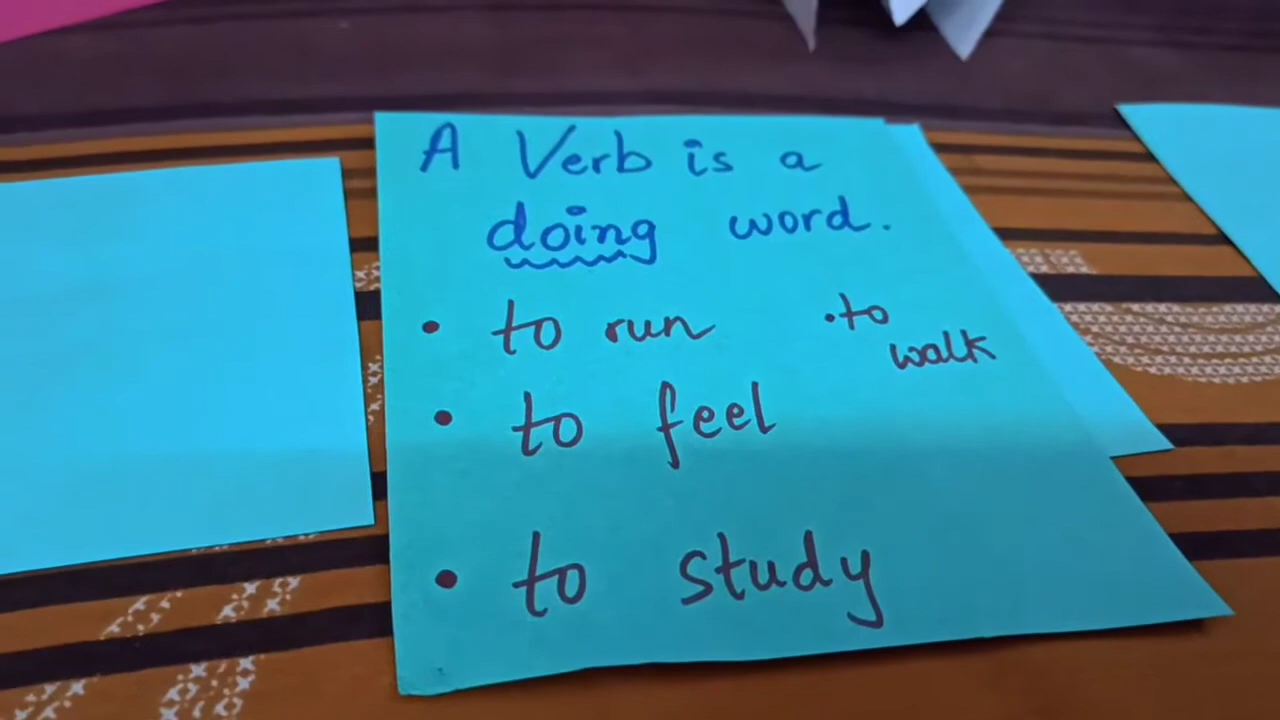 A Verb is a
doing word.
• to run
• to
walk
• to feel
• to study